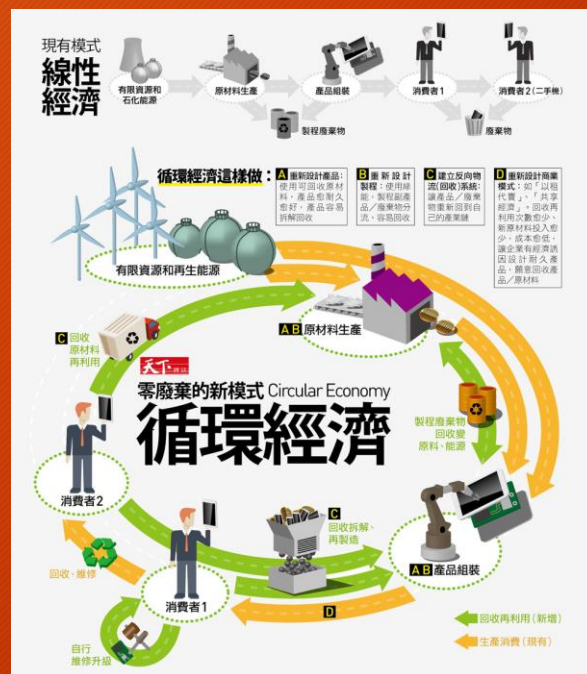 現有模式
線性
經濟
有限資源和
石化能源
原材料生產
產品組裝
消費者1
消費者2(二手機)
製程廢棄物
廢棄物
循環經濟這樣做：
A 重新設計產品：
使用可回收原材
料，產品愈耐久
愈好，產品容易
拆解回收
B 重新設計
製程：使用綠
能，製程副產
品／廢棄物分
流、容易回收
C 建立反向物
流(回收)系統：
讓產品／廢棄
物重新回到自
己的產業鏈
D 重新設計商業
模式：如「以租
代賣」、「共享
經濟」。回收再
利用次數愈少、
新原材料投入愈
少，成本愈低，
讓企業有經濟誘
因設計耐久產
品，願意回收產
品／原材料
有限資源和再生能源
C 回收
原材料
再利用
A B 原材料生產
天下雜誌
零廢棄的新模式 Circular Economy
循環經濟
製程廢棄物
回收變
原料、能源
消費者2
C
回收拆解、
再製造
A B 產品組裝
回收、維修
消費者1
D
自行
維修升級
回收再利用(新增)
生產消費(現有)